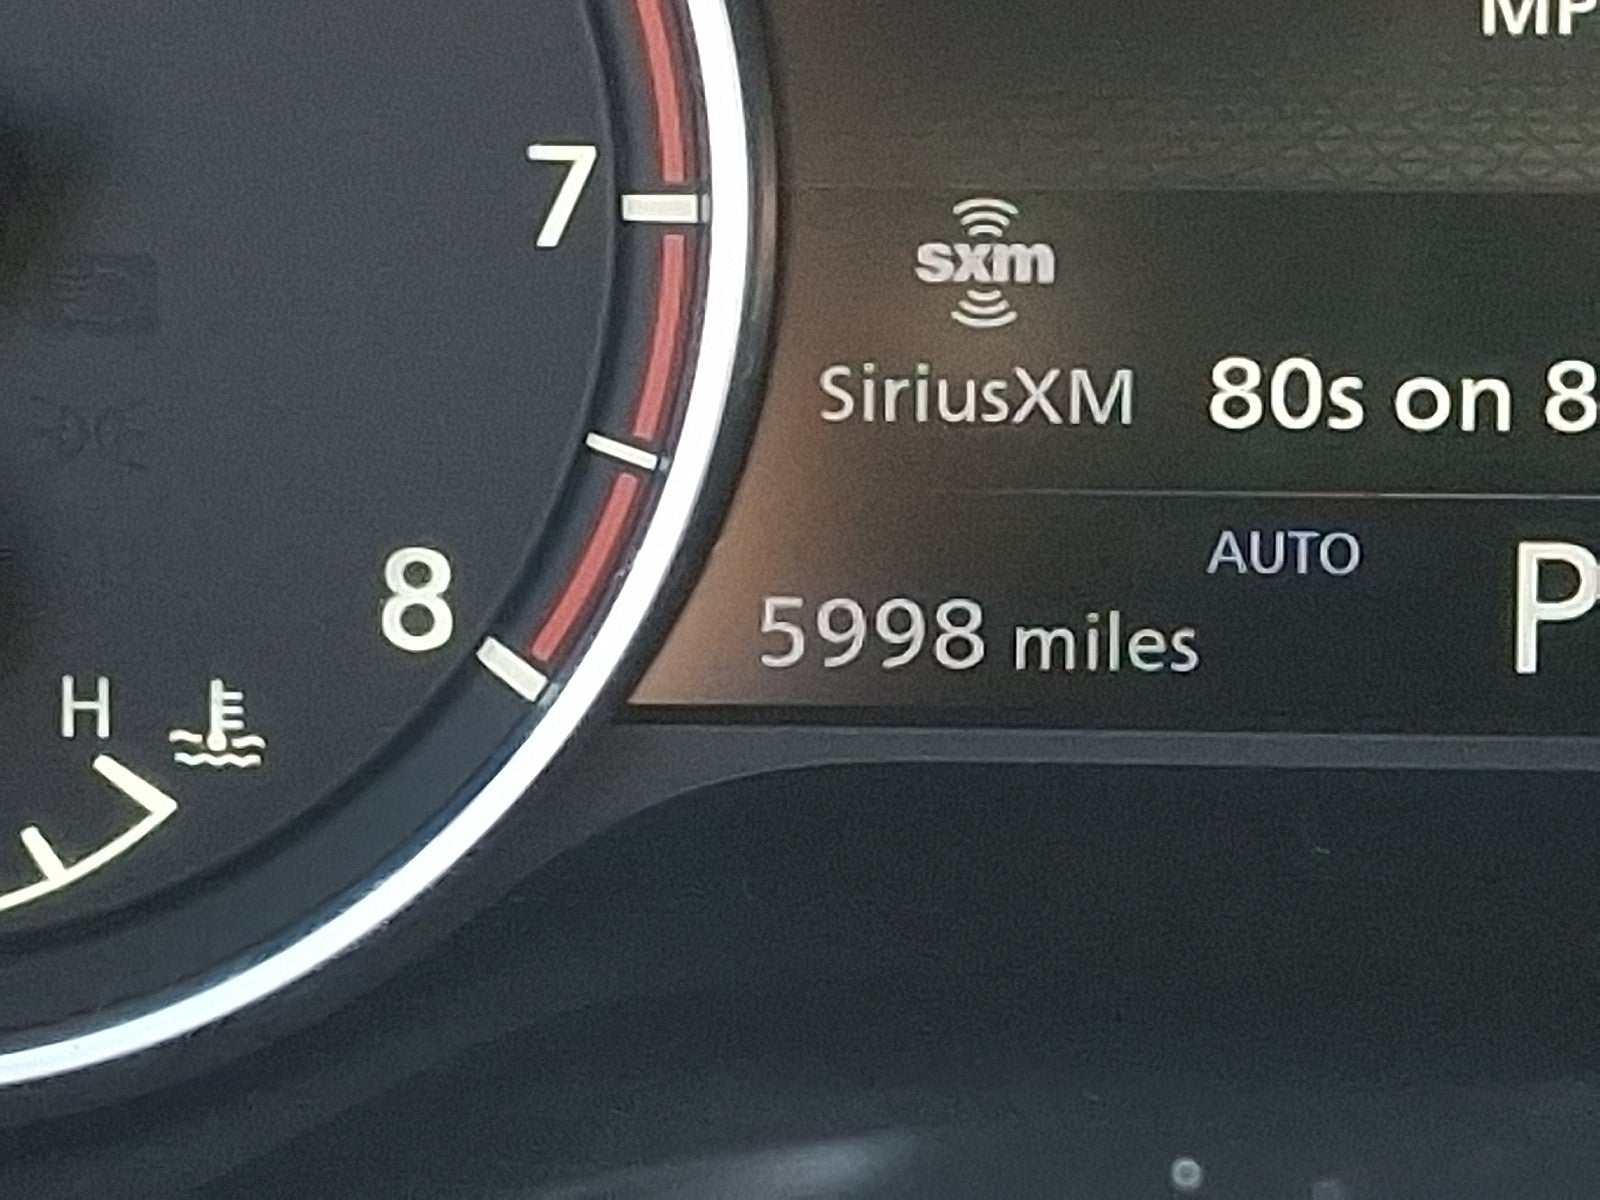 MP
7
sxm
SiriusXM 80s on 8
AUTO
P
5998 miles
8
H